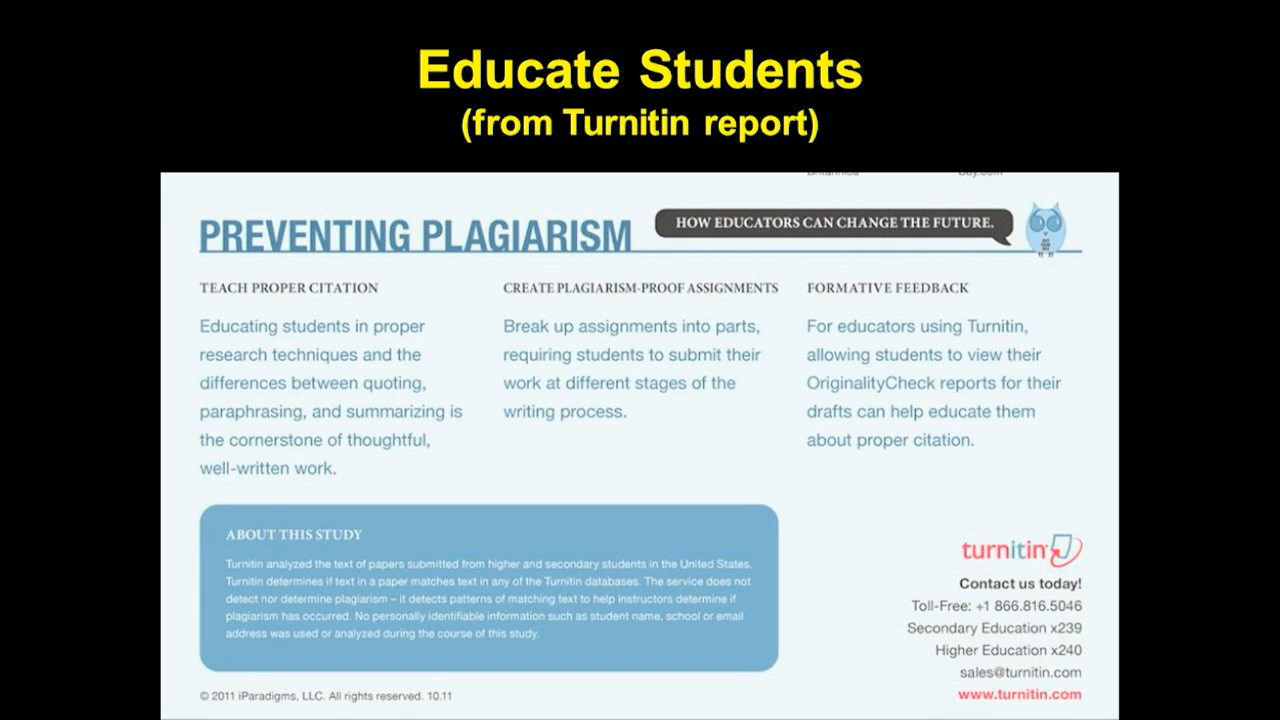 Educate Students
(from Turnitin report)
Britannica
Buy.com
PREVENTING PLAGIARISM
HOW EDUCATORS CAN CHANGE THE FUTURE.
TEACH PROPER CITATION
Educating students in proper
research techniques and the
differences between quoting,
paraphrasing, and summarizing is
the cornerstone of thoughtful,
well-written work.
CREATE PLAGIARISM-PROOF ASSIGNMENTS
Break up assignments into parts,
requiring students to submit their
work at different stages of the
writing process.
FORMATIVE FEEDBACK
For educators using Turnitin,
allowing students to view their
OriginalityCheck reports for their
drafts can help educate them
about proper citation.
ABOUT THIS STUDY
Turnitin analyzed the text of papers submitted from higher and secondary students in the United States.
Turnitin determines if text in a paper matches text in any of the Turnitin databases. The service does not
detect nor determine plagiarism – it detects patterns of matching text to help instructors determine if
plagiarism has occurred. No personally identifiable information such as student name, school or email
address was used or analyzed during the course of this study.
turnitin
Contact us today!
Toll-Free: +1 866.816.5046
Secondary Education x239
Higher Education x240
sales@turnitin.com
www.turnitin.com
© 2011 iParadigms, LLC. All rights reserved. 10.11